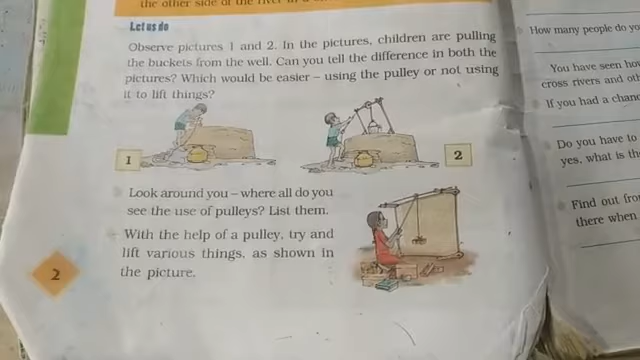 the other side of the river in a
Let us do
Observe pictures 1 and 2. In the pictures, children are pulling
the buckets from the well. Can you tell the difference in both the
pictures? Which would be easier – using the pulley or not using
it to lift things?
1
2
Look around you – where all do you
see the use of pulleys? List them.
With the help of a pulley, try and
lift various things, as shown in
the picture.
2
How many people do yo
You have seen ho
cross rivers and ot
If you had a chanc
Do you have to
yes, what is th
Find out fro
there when